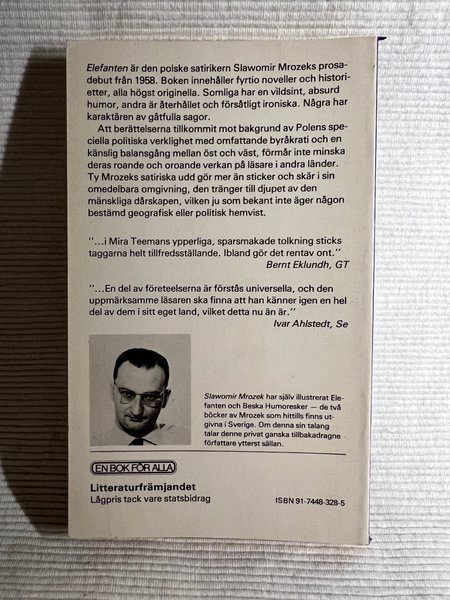 Elefanten är den polske satirikern Slawomir Mrozeks prosa-
debut från 1958. Boken innehåller fyrtio noveller och histori-
etter, alla högst originella. Somliga har en vildsint, absurd
humor, andra är återhållet och försåtligt ironiska. Några har
karaktären av gåtfulla sagor.
Att berättelserna tillkommit mot bakgrund av Polens spe-
ciella politiska verklighet med omfattande byråkrati och en
känslig balansgång mellan öst och väst, förmår inte minska
deras roande och oroande verkan på läsare i andra länder.
Ty Mrozeks satiriska udd gör mer än sticker och skär i sin
omedelbara omgivning, den tränger till djupet av den
mänskliga dårskapen, vilken ju som bekant inte äger någon
bestämd geografisk eller politisk hemvist.
"...i Mira Teemans ypperliga, sparsmakade tolkning sticks
taggarna helt tillfredsställande. Ibland gör det rentav ont."
Bernt Eklundh, GT
"...En del av företeelserna är förstås universella, och den
uppmärksamme läsaren ska finna att han känner igen en hel
del av dem i sitt eget land, vilket detta nu än är."
Ivar Ahlstedt, Se
Slawomir Mrozek har själv illustrerat Ele-
fanten och Beska Humoresker — de två
böcker av Mrozek som hittills finns ut-
givna i Sverige. Om denna sin talang
talar denne privat ganska tillbakadragne
författare ytterst sällan.
EN BOK FÖR ALLA
Litteraturfrämjandet
Lågpris tack vare statsbidrag
ISBN 91-7448-328-5